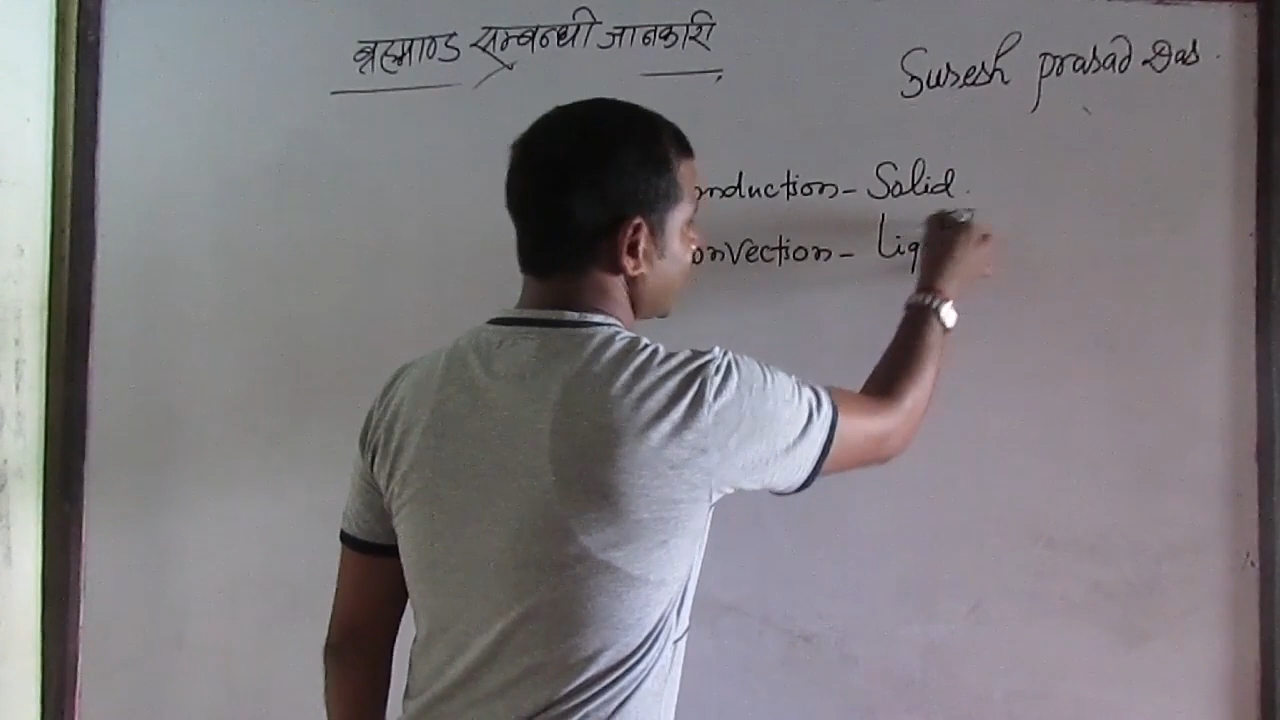 ब्रह्माण्ड सम्बन्धी जानकारी
Suresh prasad Das.
onduction - Solid.
onvection - Liq